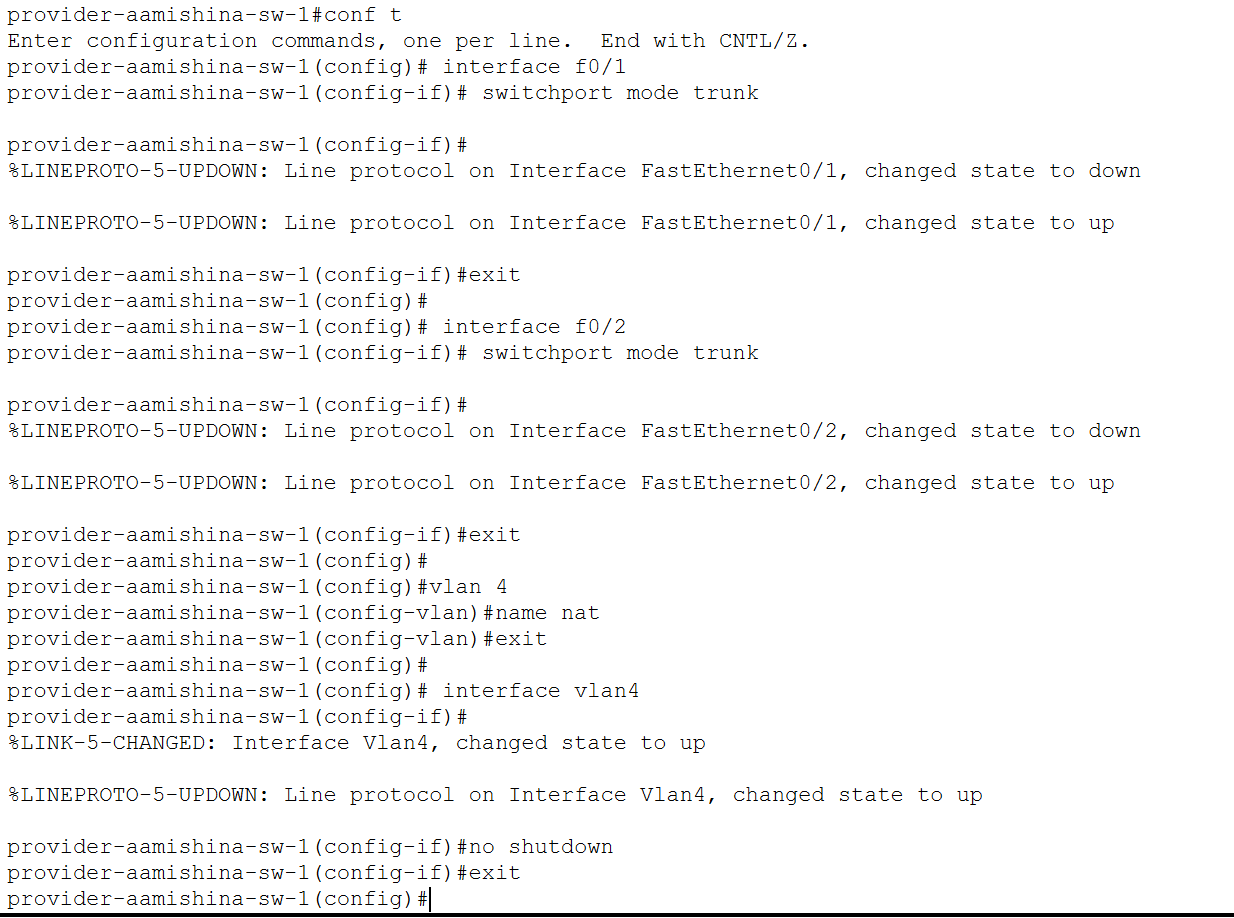 provider-aamishina-sw-1#conf t
Enter configuration commands, one per line.  End with CNTL/Z.
provider-aamishina-sw-1(config)# interface f0/1
provider-aamishina-sw-1(config-if)# switchport mode trunk
provider-aamishina-sw-1(config-if)#
%LINEPROTO-5-UPDOWN: Line protocol on Interface FastEthernet0/1, changed state to down
%LINEPROTO-5-UPDOWN: Line protocol on Interface FastEthernet0/1, changed state to up
provider-aamishina-sw-1(config-if)#exit
provider-aamishina-sw-1(config)#
provider-aamishina-sw-1(config)# interface f0/2
provider-aamishina-sw-1(config-if)# switchport mode trunk
provider-aamishina-sw-1(config-if)#
%LINEPROTO-5-UPDOWN: Line protocol on Interface FastEthernet0/2, changed state to down
%LINEPROTO-5-UPDOWN: Line protocol on Interface FastEthernet0/2, changed state to up
provider-aamishina-sw-1(config-if)#exit
provider-aamishina-sw-1(config)#
provider-aamishina-sw-1(config)#vlan 4
provider-aamishina-sw-1(config-vlan)#name nat
provider-aamishina-sw-1(config-vlan)#exit
provider-aamishina-sw-1(config)#
provider-aamishina-sw-1(config)# interface vlan4
provider-aamishina-sw-1(config-if)#
%LINK-5-CHANGED: Interface Vlan4, changed state to up
%LINEPROTO-5-UPDOWN: Line protocol on Interface Vlan4, changed state to up
provider-aamishina-sw-1(config-if)#no shutdown
provider-aamishina-sw-1(config-if)#exit
provider-aamishina-sw-1(config)#